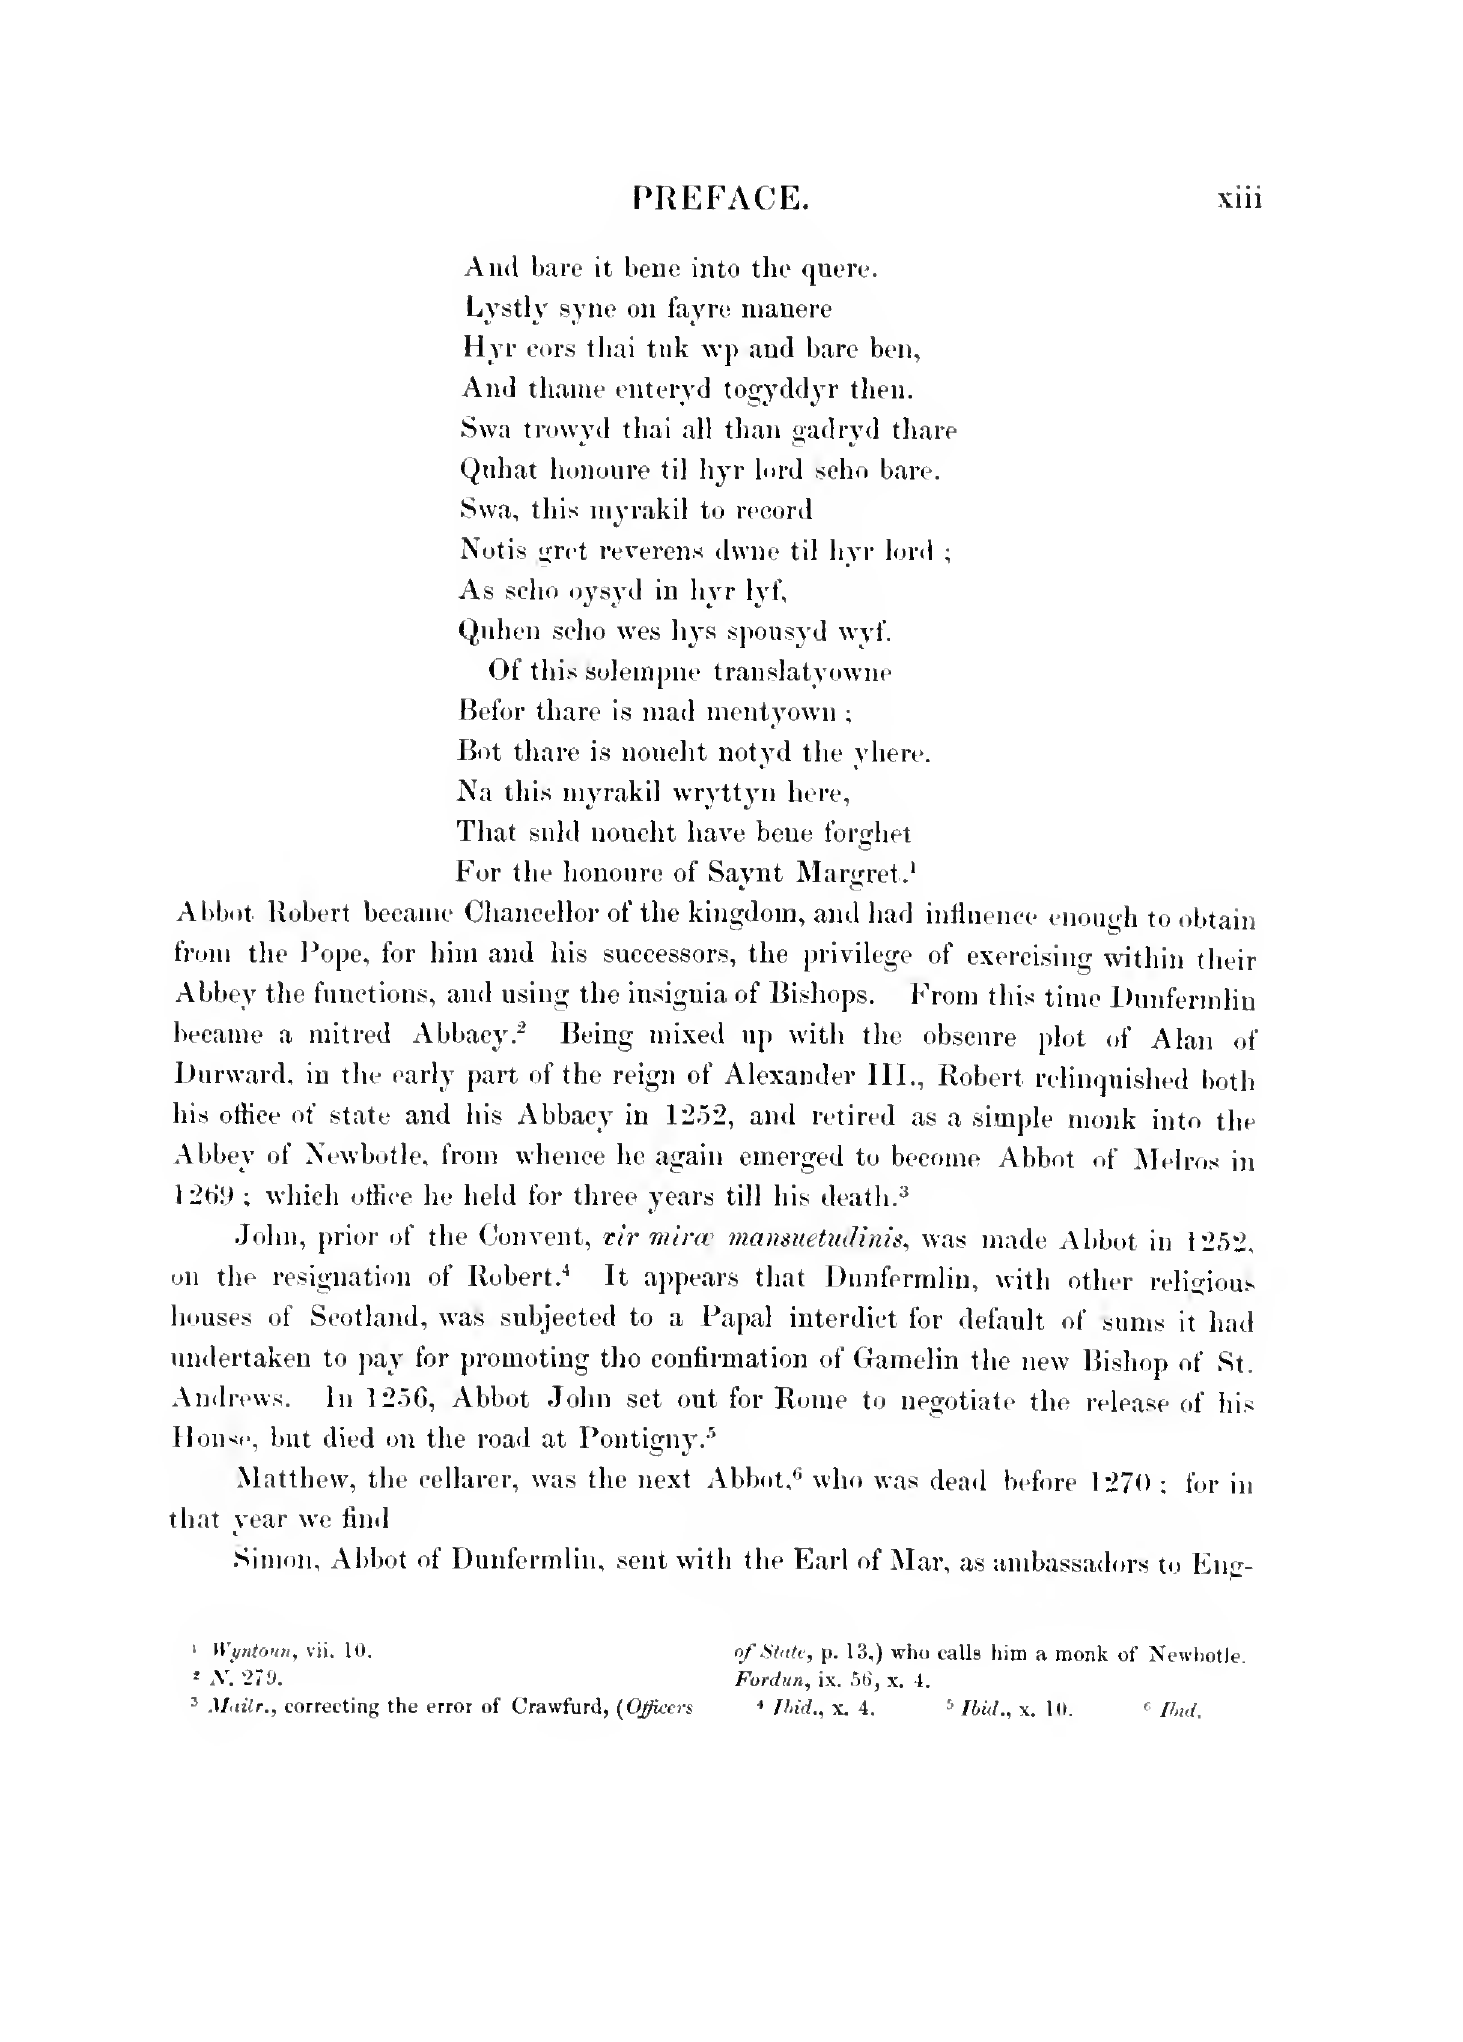 PREFACE. xiii
And bare it bene into the quere.
Lystly syne on fayre manere
Hyr cors thai tuk wp and bare ben,
And thame enteryd togyddyr then.
Swa trowyd thai all than gadryd thare
Quhat honoure til hyr lord scho bare.
Swa, this myrakil to record
Notis gret reverens dwne til hyr lord ;
As scho oysyd in hyr lyf,
Quhen scho wes hys spousyd wyf.
Of this solempne translatyowne
Befor thare is mad mentyown ;
Bot thare is noucht notyd the yhere.
Na this myrakil wryttyn here,
That suld noucht have bene forghet
For the honoure of Saynt Margret.¹
Abbot Robert became Chancellor of the kingdom, and had influence enough to obtain
from the Pope, for him and his successors, the privilege of exercising within their
Abbey the functions, and using the insignia of Bishops. From this time Dunfermlin
became a mitred Abbacy.² Being mixed up with the obscure plot of Alan of
Durward, in the early part of the reign of Alexander III., Robert relinquished both
his office of state and his Abbacy in 1252, and retired as a simple monk into the
Abbey of Newbotle, from whence he again emerged to become Abbot of Melros in
1269 ; which office he held for three years till his death.³
John, prior of the Convent, vir miræ mansuetudinis, was made Abbot in 1252,
on the resignation of Robert.⁴ It appears that Dunfermlin, with other religious
houses of Scotland, was subjected to a Papal interdict for default of sums it had
undertaken to pay for promoting tho confirmation of Gamelin the new Bishop of St.
Andrews. In 1256, Abbot John set out for Rome to negotiate the release of his
House, but died on the road at Pontigny.⁵
Matthew, the cellarer, was the next Abbot,⁶ who was dead before 1270 ; for in
that year we find
Simon, Abbot of Dunfermlin, sent with the Earl of Mar, as ambassadors to Eng-
¹ Wyntoun, vii. 10.
² N. 279.
³ Mailr., correcting the error of Crawfurd, (Officers
of State, p. 13,) who calls him a monk of Newbotle.
Fordun, ix. 56, x. 4.
⁴ Ibid., x. 4. ⁵ Ibid., x. 10. ⁶ Ibid.